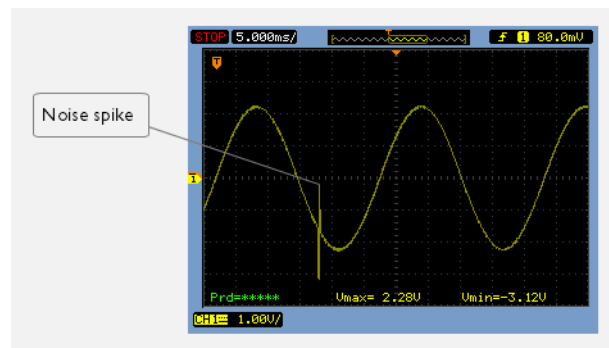 STOP 5.000ms/ T 1 80.0mV
T
Noise spike
1
Prd=***** Vmax= 2.28V Vmin=-3.12V
CH1 1.00V/